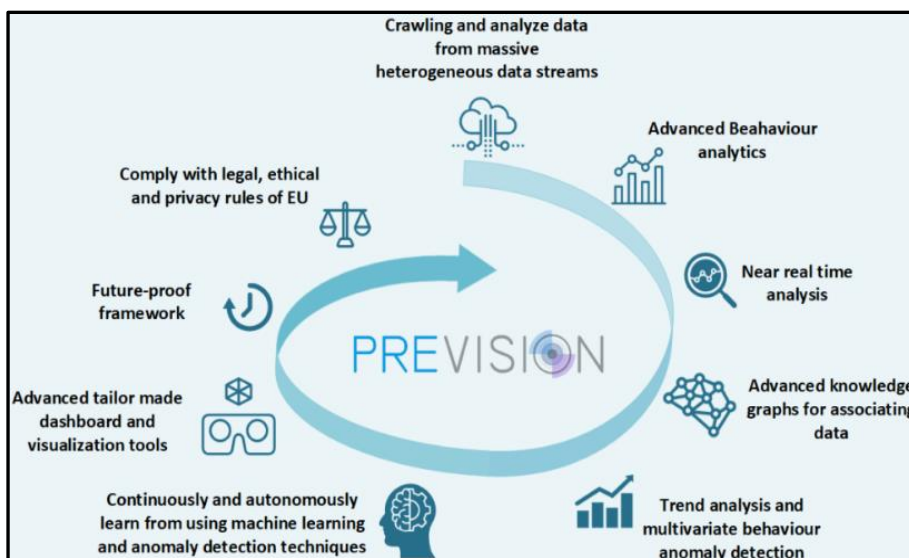 Crawling and analyze data
from massive
heterogeneous data streams
Advanced Beahaviour
analytics
Near real time
analysis
Advanced knowledge
graphs for associating
data
Trend analysis and
multivariate behaviour
anomaly detection
Continuously and autonomously
learn from using machine learning
and anomaly detection techniques
Advanced tailor made
dashboard and
visualization tools
Future-proof
framework
Comply with legal, ethical
and privacy rules of EU
PREVISION